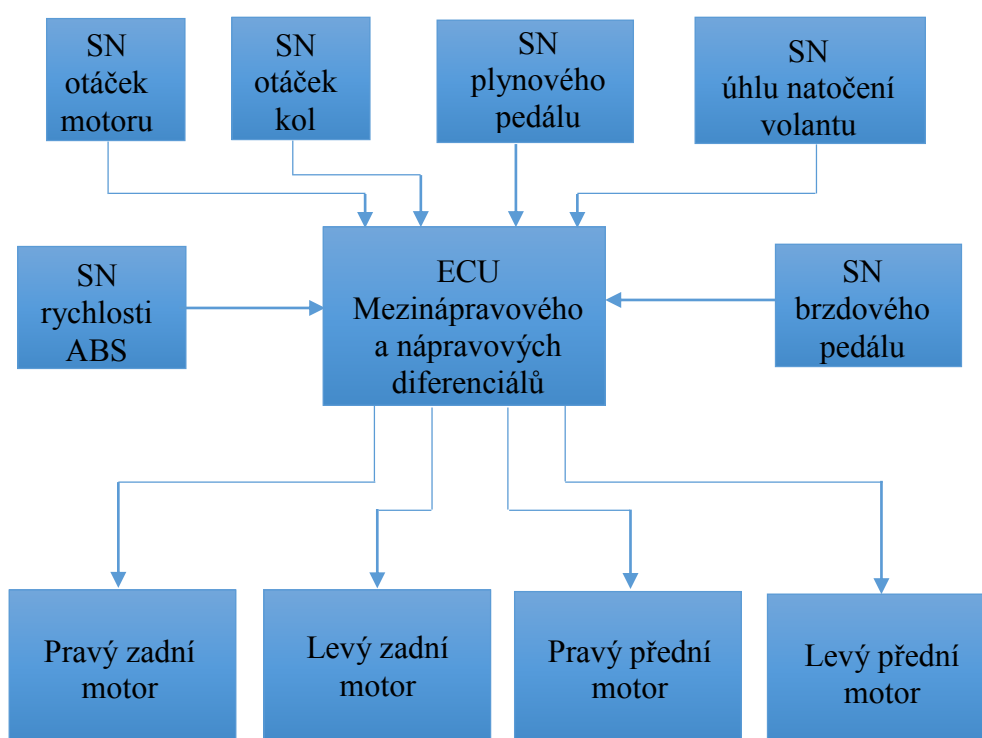 SN
otáček
motoru
SN
otáček
kol
SN
plynového
pedálu
SN
úhlu natočení
volantu
SN
rychlosti
ABS
ECU
Mezinápravového
a nápravových
diferenciálů
SN
brzdového
pedálu
Pravý zadní
motor
Levý zadní
motor
Pravý přední
motor
Levý přední
motor